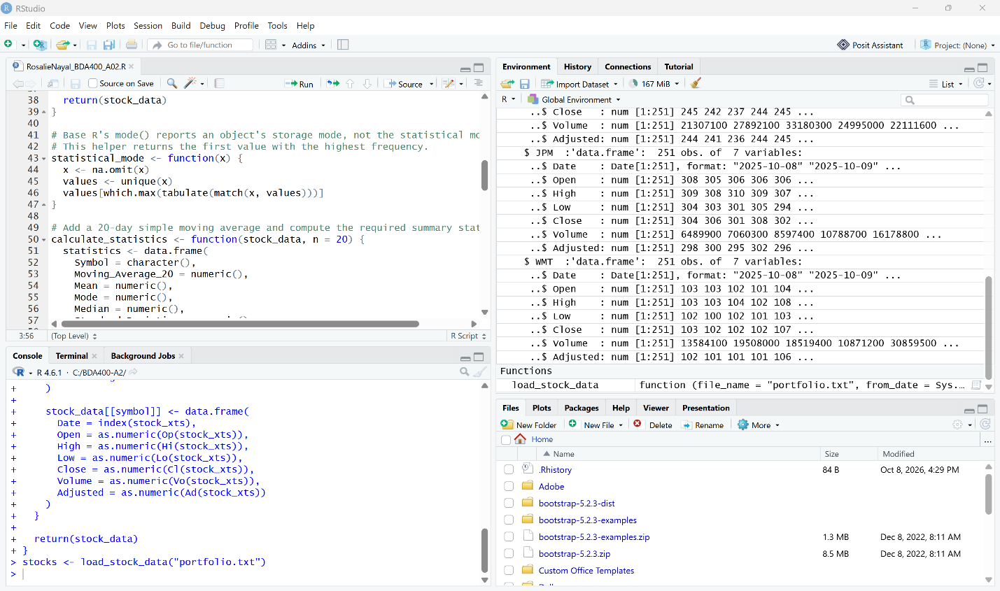 RStudio
File Edit Code View Plots Session Build Debug Profile Tools Help
Go to file/function Addins Posit Assistant Project: (None)
RosalieNayal_BDA400_A02.R
Source on Save Run Source
38 return(stock_data)
39 }
40
41 # Base R's mode() reports an object's storage mode, not the statistical mo
42 # This helper returns the first value with the highest frequency.
43 statistical_mode <- function(x) {
44 x <- na.omit(x)
45 values <- unique(x)
46 values[which.max(tabulate(match(x, values)))]
47 }
48
49 # Add a 20-day simple moving average and compute the required summary stat
50 calculate_statistics <- function(stock_data, n = 20) {
51 statistics <- data.frame(
52 Symbol = character(),
53 Moving_Average_20 = numeric(),
54 Mean = numeric(),
55 Mode = numeric(),
56 Median = numeric(),
57
3:56 (Top Level) R Script
Console Terminal Background Jobs
R 4.6.1 · C:/BDA400-A2/
+ )
+
+ stock_data[[symbol]] <- data.frame(
+ Date = index(stock_xts),
+ Open = as.numeric(Op(stock_xts)),
+ High = as.numeric(Hi(stock_xts)),
+ Low = as.numeric(Lo(stock_xts)),
+ Close = as.numeric(Cl(stock_xts)),
+ Volume = as.numeric(Vo(stock_xts)),
+ Adjusted = as.numeric(Ad(stock_xts))
+ )
+ }
+
+ return(stock_data)
+ }
> stocks <- load_stock_data("portfolio.txt")
>
Environment History Connections Tutorial
Import Dataset 167 MiB List
R Global Environment
..$ Close : num [1:251] 245 242 237 244 245 ...
..$ Volume : num [1:251] 21307100 27892100 33180300 24995000 22111600 ...
..$ Adjusted: num [1:251] 244 241 236 244 245 ...
$ JPM :'data.frame': 251 obs. of 7 variables:
..$ Date : Date[1:251], format: "2025-10-08" "2025-10-09" ...
..$ Open : num [1:251] 308 305 306 306 306 ...
..$ High : num [1:251] 309 308 310 309 307 ...
..$ Low : num [1:251] 304 303 301 305 294 ...
..$ Close : num [1:251] 304 306 301 308 302 ...
..$ Volume : num [1:251] 6489900 7060300 8597400 10788700 16178800 ...
..$ Adjusted: num [1:251] 298 300 295 302 296 ...
$ WMT :'data.frame': 251 obs. of 7 variables:
..$ Date : Date[1:251], format: "2025-10-08" "2025-10-09" ...
..$ Open : num [1:251] 103 103 102 101 104 ...
..$ High : num [1:251] 103 103 104 102 108 ...
..$ Low : num [1:251] 102 100 102 101 103 ...
..$ Close : num [1:251] 103 102 102 102 107 ...
..$ Volume : num [1:251] 13584100 19508000 18519400 10871200 30859500 ...
..$ Adjusted: num [1:251] 102 101 101 101 106 ...
Functions
load_stock_data function (file_name = "portfolio.txt", from_date = Sys....
Files Plots Packages Help Viewer Presentation
New Folder New File Delete Rename More
Home ...
Name Size Modified
.Rhistory 84 B Oct 8, 2026, 4:29 PM
Adobe
bootstrap-5.2.3-dist
bootstrap-5.2.3-examples
bootstrap-5.2.3-examples.zip 1.3 MB Dec 8, 2022, 8:11 AM
bootstrap-5.2.3.zip 8.5 MB Dec 8, 2022, 8:11 AM
Custom Office Templates